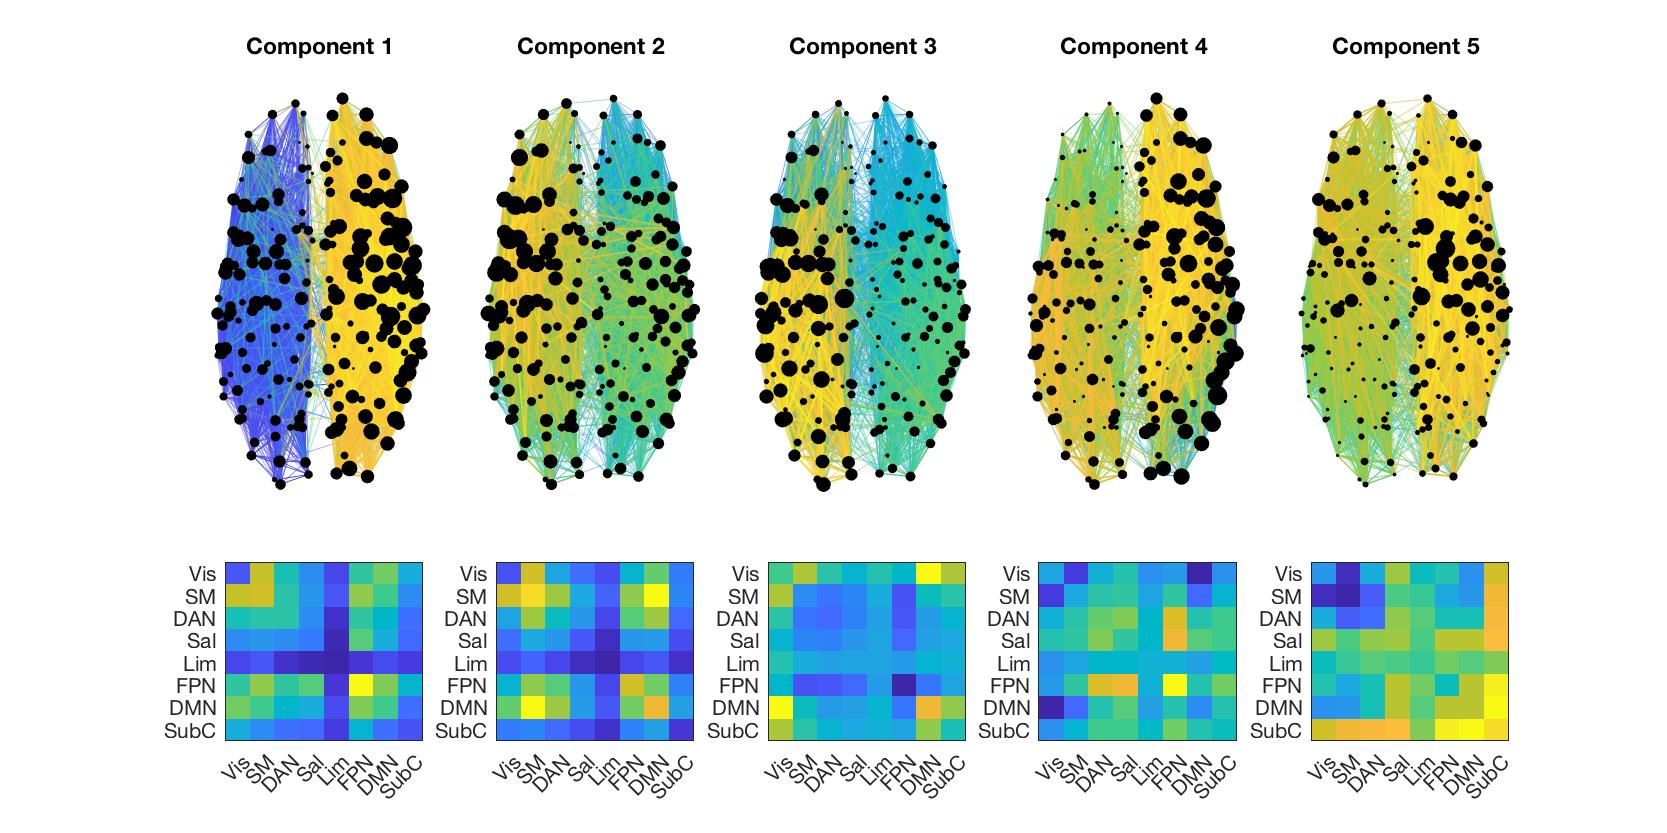 Component 1 Component 2 Component 3 Component 4 Component 5
Vis Vis Vis Vis Vis
SM SM SM SM SM
DAN DAN DAN DAN DAN
Sal Sal Sal Sal Sal
Lim Lim Lim Lim Lim
FPN FPN FPN FPN FPN
DMN DMN DMN DMN DMN
SubC SubC SubC SubC SubC
Vis SM DAN Sal Lim FPN DMN SubC Vis SM DAN Sal Lim FPN DMN SubC Vis SM DAN Sal Lim FPN DMN SubC Vis SM DAN Sal Lim FPN DMN SubC Vis SM DAN Sal Lim FPN DMN SubC